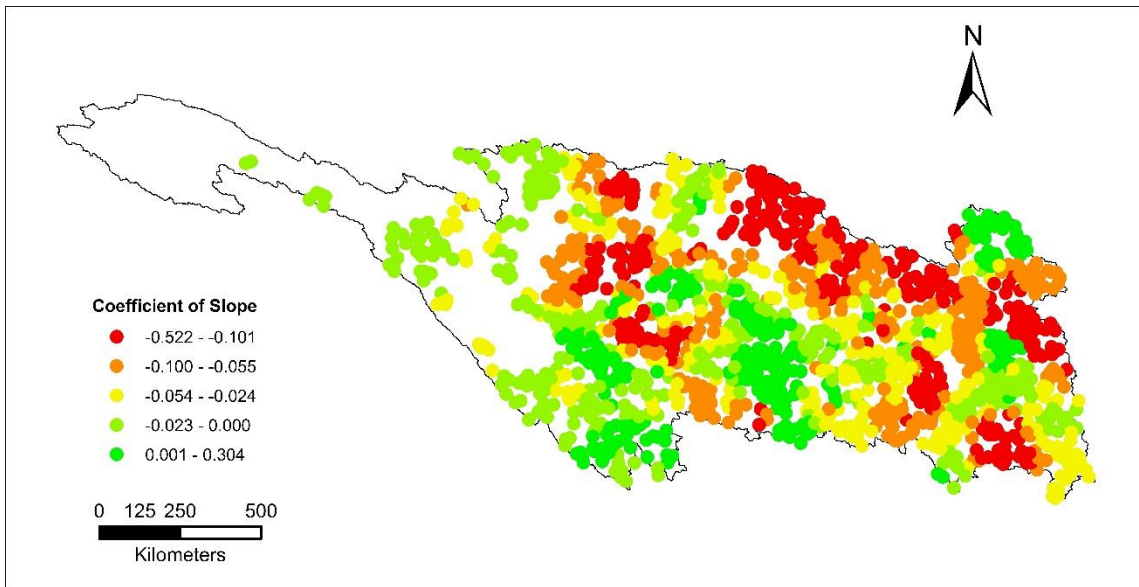 N
Coefficient of Slope
-0.522 - -0.101
-0.100 - -0.055
-0.054 - -0.024
-0.023 - 0.000
0.001 - 0.304
0 125 250 500
Kilometers